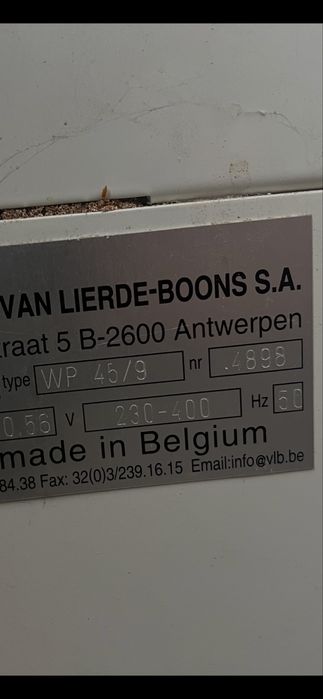 VAN LIERDE-BOONS S.A.
raat 5 B-2600 Antwerpen
type WP 45/9 nr .4898
0.56 V 230-400 Hz 50
made in Belgium
84.38 Fax: 32(0)3/239.16.15 Email:info@vlb.be